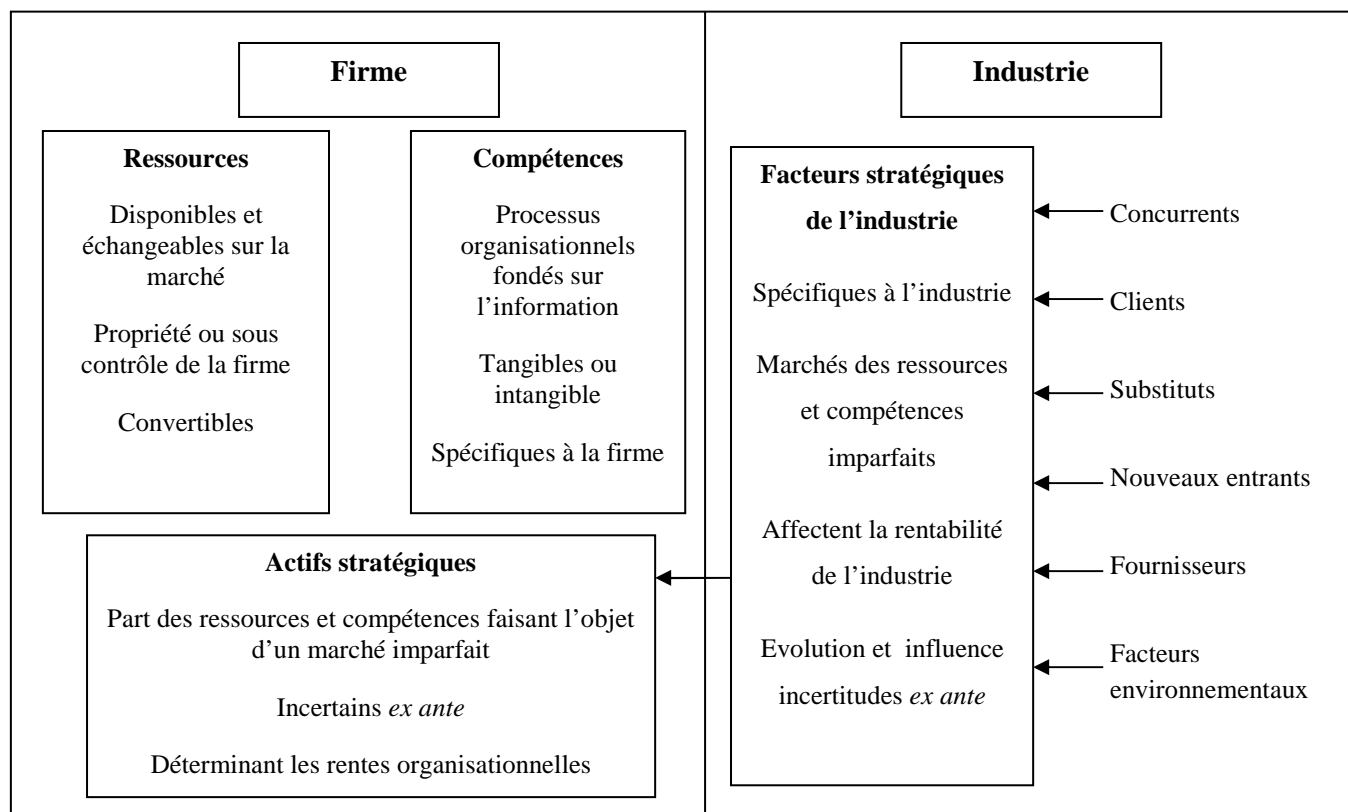 Firme
Industrie
Ressources
Disponibles et
échangeables sur la
marché
Propriété ou sous
contrôle de la firme
Convertibles
Compétences
Processus
organisationnels
fondés sur
l’information
Tangibles ou
intangible
Spécifiques à la firme
Actifs stratégiques
Part des ressources et compétences faisant l’objet
d’un marché imparfait
Incertains ex ante
Déterminant les rentes organisationnelles
Facteurs stratégiques
de l’industrie
Spécifiques à l’industrie
Marchés des ressources
et compétences
imparfaits
Affectent la rentabilité
de l’industrie
Evolution et influence
incertitudes ex ante
Concurrents
Clients
Substituts
Nouveaux entrants
Fournisseurs
Facteurs
environnementaux